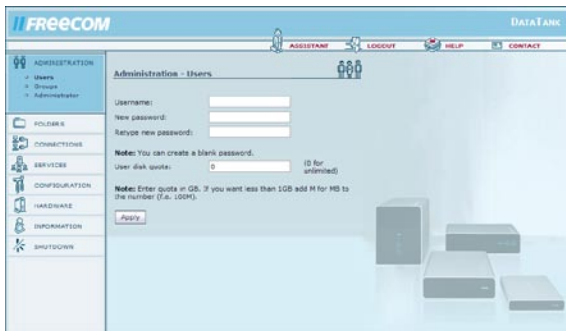 FREECOM
DATATANK
ASSISTANT LOGOUT HELP CONTACT
ADMINISTRATION
Users
Groups
Administrator
FOLDERS
CONNECTIONS
SERVICES
CONFIGURATION
HARDWARE
INFORMATION
SHUTDOWN
Administration - Users
Username:
New password:
Retype new password:
Note: You can create a blank password.
User disk quote: 0 (0 for
unlimited)
Note: Enter quota in GB. If you want less than 1GB add M for MB to
the number (f.e. 100M).
Apply